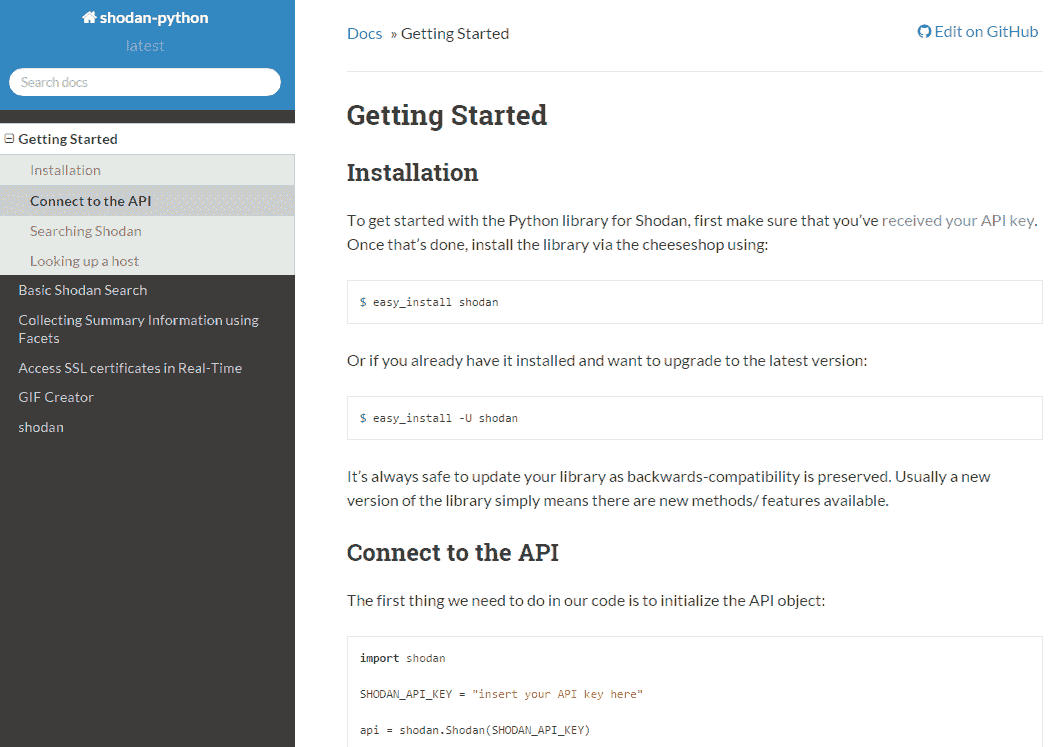 shodan-python
latest
Search docs
Getting Started
Installation
Connect to the API
Searching Shodan
Looking up a host
Basic Shodan Search
Collecting Summary Information using
Facets
Access SSL certificates in Real-Time
GIF Creator
shodan
Docs » Getting Started
Edit on GitHub
Getting Started
Installation
To get started with the Python library for Shodan, first make sure that you’ve received your API key.
Once that’s done, install the library via the cheeseshop using:
$ easy_install shodan
Or if you already have it installed and want to upgrade to the latest version:
$ easy_install -U shodan
It’s always safe to update your library as backwards-compatibility is preserved. Usually a new
version of the library simply means there are new methods/ features available.
Connect to the API
The first thing we need to do in our code is to initialize the API object:
import shodan
SHODAN_API_KEY = "insert your API key here"
api = shodan.Shodan(SHODAN_API_KEY)